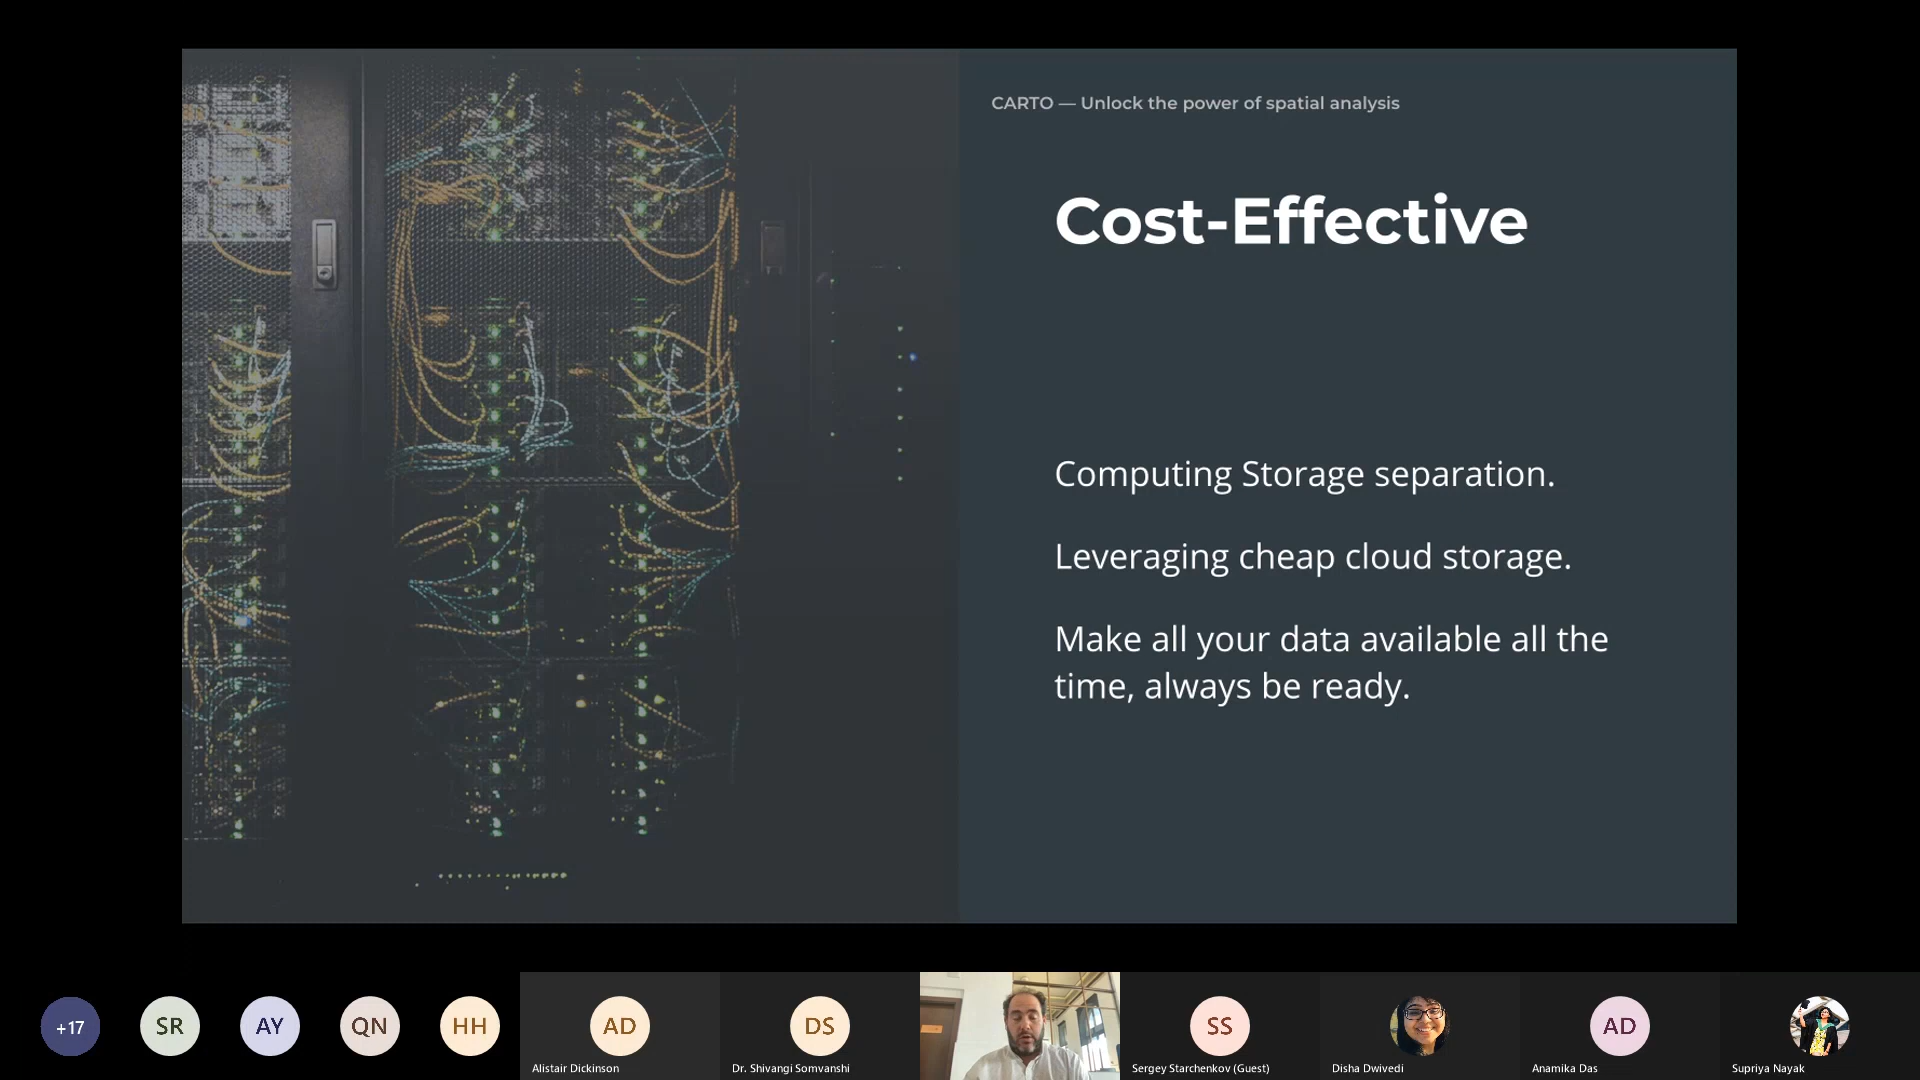 CARTO — Unlock the power of spatial analysis
Cost-Effective
Computing Storage separation.
Leveraging cheap cloud storage.
Make all your data available all the
time, always be ready.
+17
SR
AY
QN
HH
AD
DS
SS
AD
Alistair Dickinson
Dr. Shivangi Somvanshi
Sergey Starchenkov (Guest)
Disha Dwivedi
Anamika Das
Supriya Nayak